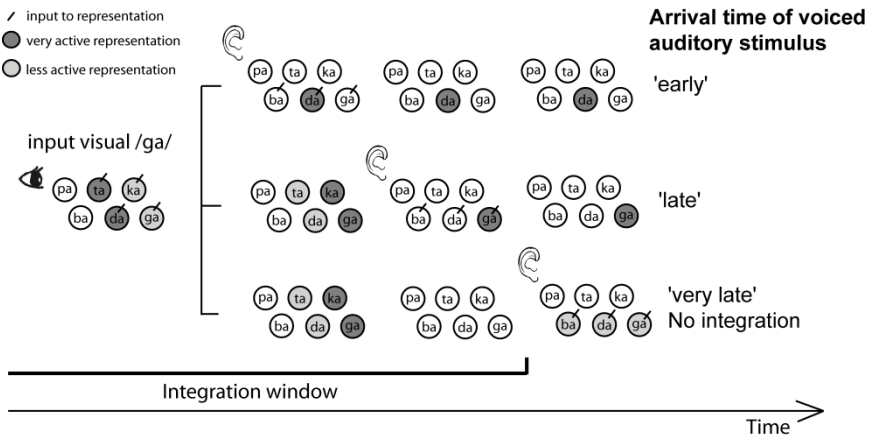 input to representation
very active representation
less active representation
Arrival time of voiced
auditory stimulus
pa ta ka pa ta ka pa ta ka
ba da ga ba da ga ba da ga
'early'
input visual /ga/
pa ta ka pa ta ka pa ta ka pa ta ka
ba da ga ba da ga ba da ga ba da ga
'late'
pa ta ka pa ta ka pa ta ka
ba da ga ba da ga ba da ga
'very late'
No integration
Integration window
Time